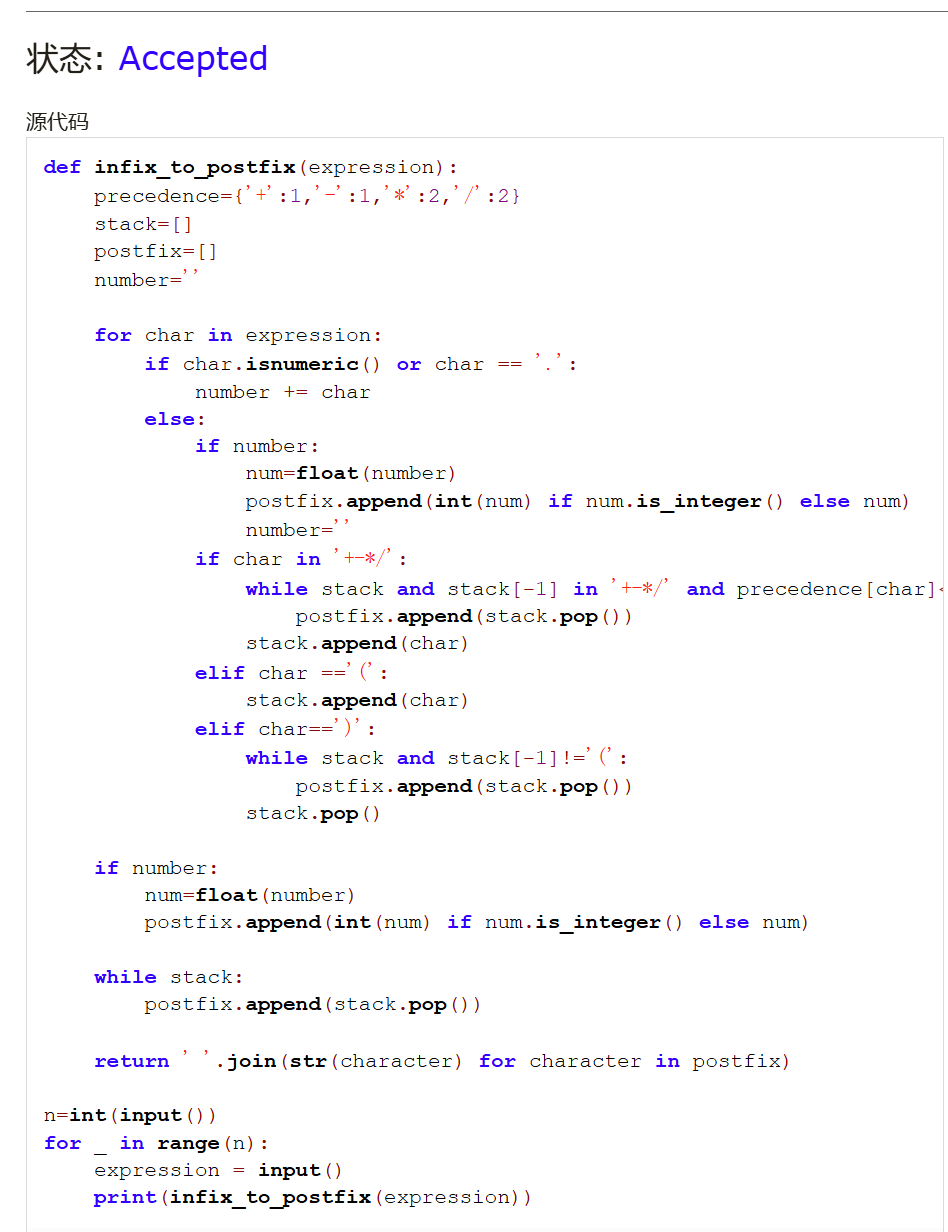 状态: Accepted
源代码
def infix_to_postfix(expression):
    precedence={'+':1,'-':1,'*':2,'/':2}
    stack=[]
    postfix=[]
    number=''
    for char in expression:
        if char.isnumeric() or char == '.':
            number += char
        else:
            if number:
                num=float(number)
                postfix.append(int(num) if num.is_integer() else num)
                number=''
            if char in '+-*/':
                while stack and stack[-1] in '+-*/' and precedence[char]<
                    postfix.append(stack.pop())
                stack.append(char)
            elif char =='(':
                stack.append(char)
            elif char==')':
                while stack and stack[-1]!='(':
                    postfix.append(stack.pop())
                stack.pop()
    if number:
        num=float(number)
        postfix.append(int(num) if num.is_integer() else num)
    while stack:
        postfix.append(stack.pop())
    return ' '.join(str(character) for character in postfix)
n=int(input())
for _ in range(n):
    expression = input()
    print(infix_to_postfix(expression))